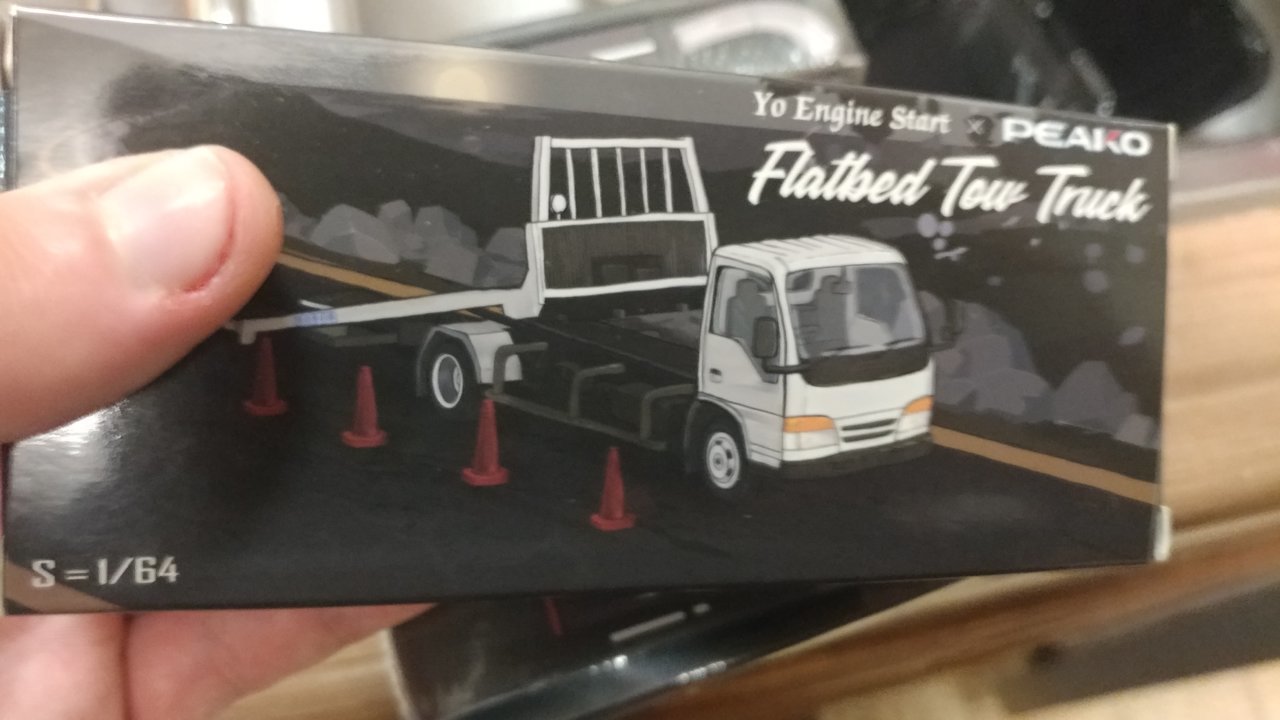 Yo Engine Start × PEAKO
Flatbed Tow Truck
S = 1/64